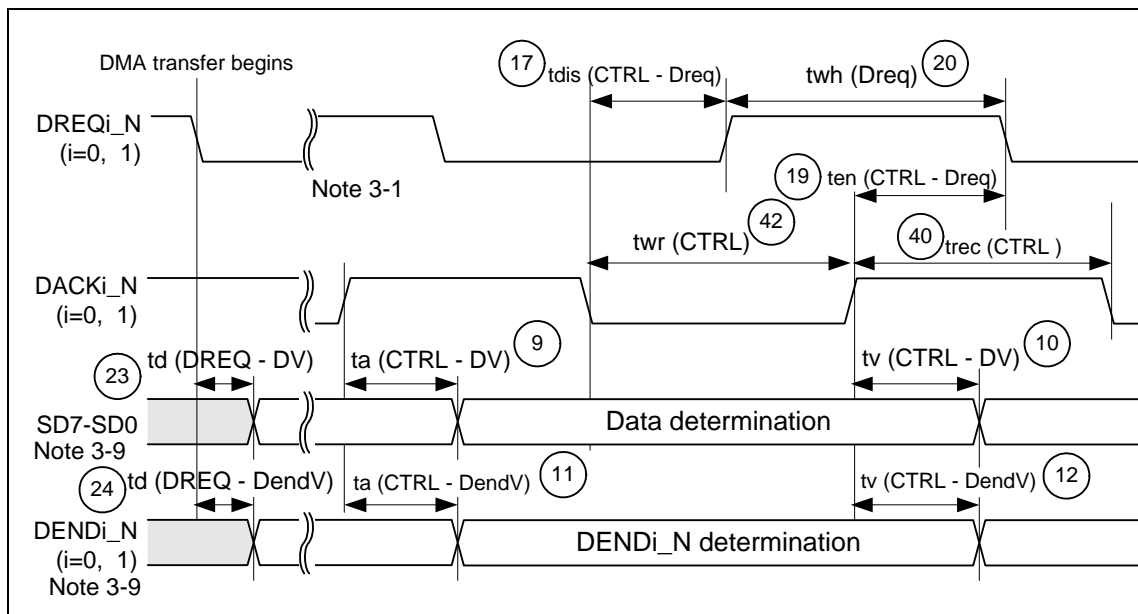 DMA transfer begins
17 tdis (CTRL - Dreq)
twh (Dreq) 20
DREQi_N
(i=0, 1)
Note 3-1
19 ten (CTRL - Dreq)
twr (CTRL) 42
40 trec (CTRL )
DACKi_N
(i=0, 1)
23 td (DREQ - DV)
ta (CTRL - DV) 9
tv (CTRL - DV) 10
SD7-SD0
Note 3-9
Data determination
24 td (DREQ - DendV)
ta (CTRL - DendV) 11
tv (CTRL - DendV) 12
DENDi_N
(i=0, 1)
Note 3-9
DENDi_N determination